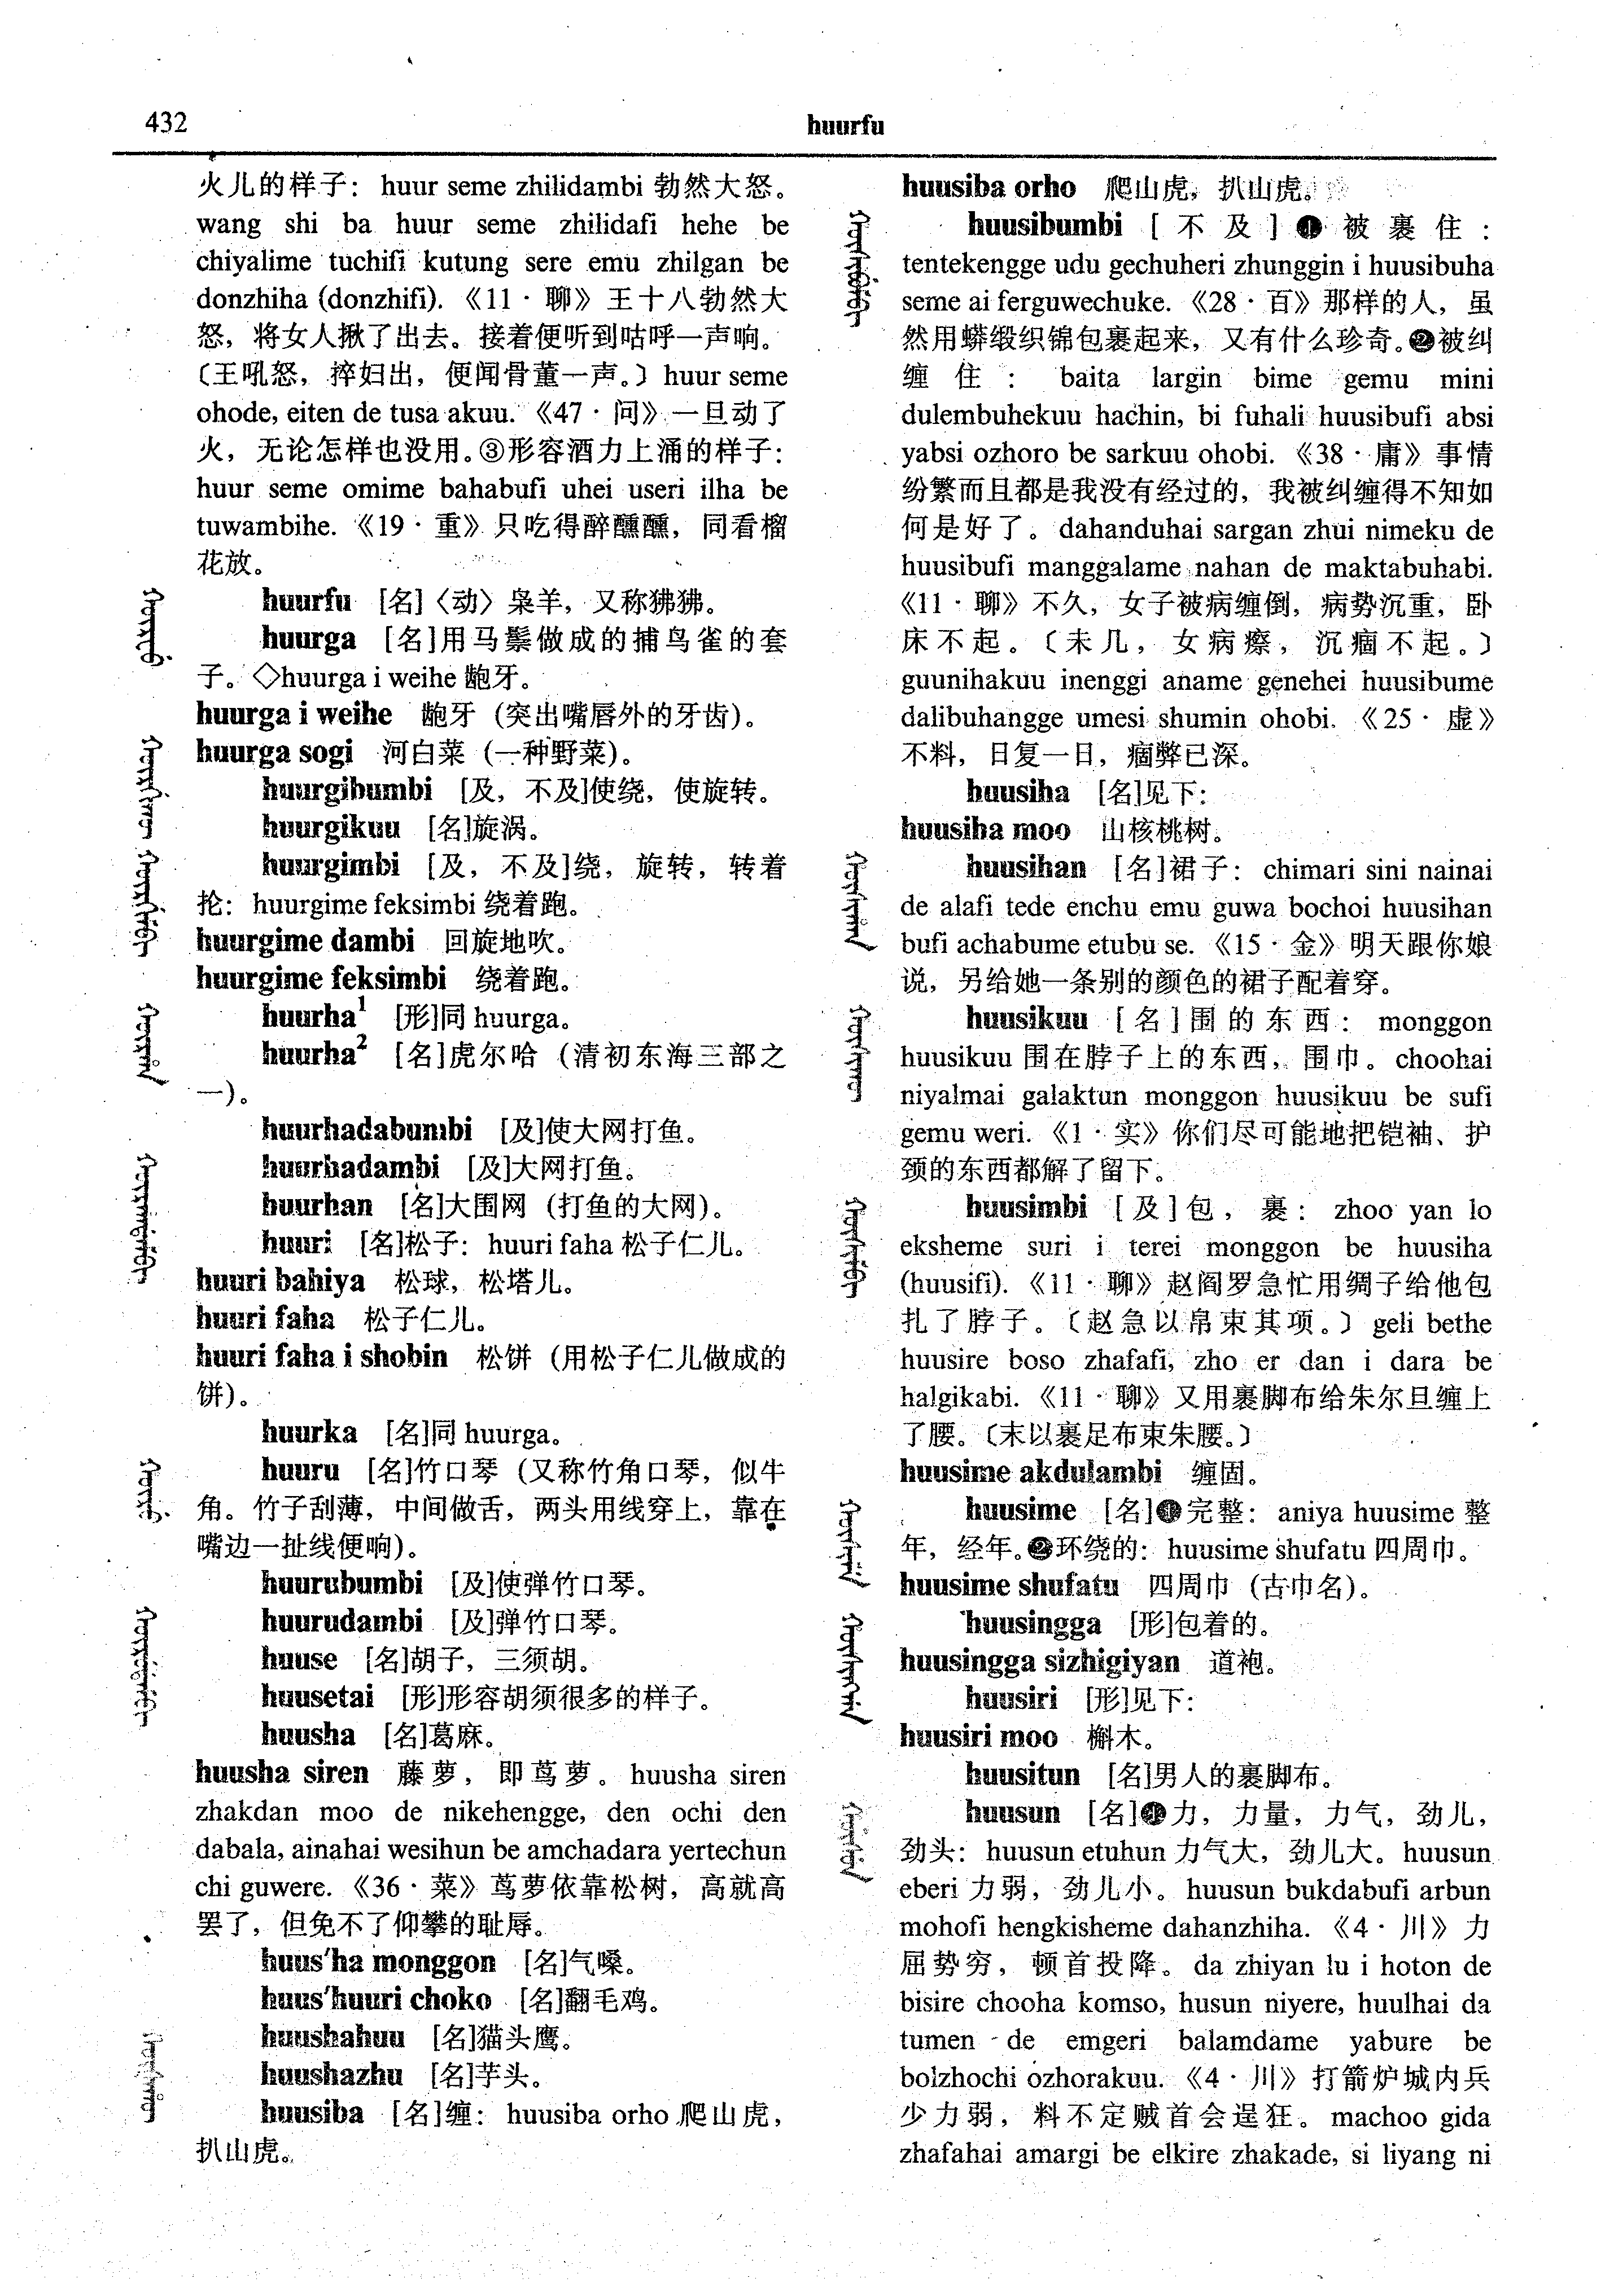 432
huurfu
火儿的样子：huur seme zhilidambi 勃然大怒。
wang shi ba huur seme zhilidafi hehe be
chiyalime tuchifi kutung sere emu zhilgan be
donzhiha (donzhifi). 《11·聊》王十八勃然大
怒，将女人揪了出去。接着便听到咕呼一声响。
〔王吼怒，捽妇出，便闻骨董一声。〕huur seme
ohode, eiten de tusa akuu. 《47·问》一旦动了
火，无论怎样也没用。③形容酒力上涌的样子：
huur seme omime bahabufi uhei useri ilha be
tuwambihe. 《19·重》只吃得醉醺醺，同看榴
花放。
huurfu [名]〈动〉枭羊，又称狒狒。
huurga [名]用马鬃做成的捕鸟雀的套
子。◇huurga i weihe 龅牙。
huurga i weihe 龅牙（突出嘴唇外的牙齿）。
huurga sogi 河白菜（一种野菜）。
huurgibumbi [及，不及]使绕，使旋转。
huurgikuu [名]旋涡。
huurgimbi [及，不及]绕，旋转，转着
抡：huurgime feksimbi 绕着跑。
huurgime dambi 回旋地吹。
huurgime feksimbi 绕着跑。
huurha¹ [形]同 huurga。
huurha² [名]虎尔哈（清初东海三部之
一）。
huurhadabumbi [及]使大网打鱼。
huurhadambi [及]大网打鱼。
huurhan [名]大围网（打鱼的大网）。
huuri [名]松子：huuri faha 松子仁儿。
huuri bahiya 松球，松塔儿。
huuri faha 松子仁儿。
huuri faha i shobin 松饼（用松子仁儿做成的
饼）。
huurka [名]同 huurga。
huuru [名]竹口琴（又称竹角口琴，似牛
角。竹子刮薄，中间做舌，两头用线穿上，靠在
嘴边一扯线便响）。
huurubumbi [及]使弹竹口琴。
huurudambi [及]弹竹口琴。
huuse [名]胡子，三须胡。
huusetai [形]形容胡须很多的样子。
huusha [名]葛麻。
huusha siren 藤萝，即茑萝。huusha siren
zhakdan moo de nikehengge, den ochi den
dabala, ainahai wesihun be amchadara yertechun
chi guwere. 《36·菜》茑萝依靠松树，高就高
罢了，但免不了仰攀的耻辱。
huus'ha monggon [名]气嗓。
huus'huuri choko [名]翻毛鸡。
huushahuu [名]猫头鹰。
huushazhu [名]芋头。
huusiba [名]缠：huusiba orho 爬山虎，
扒山虎。
huusiba orho 爬山虎，扒山虎。
huusibumbi [不及]❶被裹住：
tentekengge udu gechuheri zhunggin i huusibuha
seme ai ferguwechuke. 《28·百》那样的人，虽
然用蟒缎织锦包裹起来，又有什么珍奇。❷被纠
缠住：baita largin bime gemu mini
dulembuhekuu hachin, bi fuhali huusibufi absi
yabsi ozhoro be sarkuu ohobi. 《38·庸》事情
纷繁而且都是我没有经过的，我被纠缠得不知如
何是好了。dahanduhai sargan zhui nimeku de
huusibufi manggalame nahan de maktabuhabi.
《11·聊》不久，女子被病缠倒，病势沉重，卧
床不起。〔未几，女病瘵，沉痼不起。〕
guunihakuu inenggi aname genehei huusibume
dalibuhangge umesi shumin ohobi. 《25·虚》
不料，日复一日，痼弊已深。
huusiha [名]见下：
huusiha moo 山核桃树。
huusihan [名]裙子：chimari sini nainai
de alafi tede enchu emu guwa bochoi huusihan
bufi achabume etubu se. 《15·金》明天跟你娘
说，另给她一条别的颜色的裙子配着穿。
huusikuu [名]围的东西：monggon
huusikuu 围在脖子上的东西，围巾。choohai
niyalmai galaktun monggon huusikuu be sufi
gemu weri. 《1·实》你们尽可能地把铠袖、护
颈的东西都解了留下。
huusimbi [及]包，裹：zhoo yan lo
eksheme suri i terei monggon be huusiha
(huusifi). 《11·聊》赵阎罗急忙用绸子给他包
扎了脖子。〔赵急以帛束其项。〕geli bethe
huusire boso zhafafi, zho er dan i dara be
halgikabi. 《11·聊》又用裹脚布给朱尔旦缠上
了腰。〔末以裹足布束朱腰。〕
huusime akdulambi 缠固。
huusime [名]❶完整：aniya huusime 整
年，经年。❷环绕的：huusime shufatu 四周巾。
huusime shufatu 四周巾（古巾名）。
huusingga [形]包着的。
huusingga sizhigiyan 道袍。
huusiri [形]见下：
huusiri moo 槲木。
huusitun [名]男人的裹脚布。
huusun [名]❶力，力量，力气，劲儿，
劲头：huusun etuhun 力气大，劲儿大。huusun
eberi 力弱，劲儿小。huusun bukdabufi arbun
mohofi hengkisheme dahanzhiha. 《4·川》力
屈势穷，顿首投降。da zhiyan lu i hoton de
bisire chooha komso, husun niyere, huulhai da
tumen de emgeri balamdame yabure be
bolzhochi ozhorakuu. 《4·川》打箭炉城内兵
少力弱，料不定贼首会逞狂。machoo gida
zhafahai amargi be elkire zhakade, si liyang ni